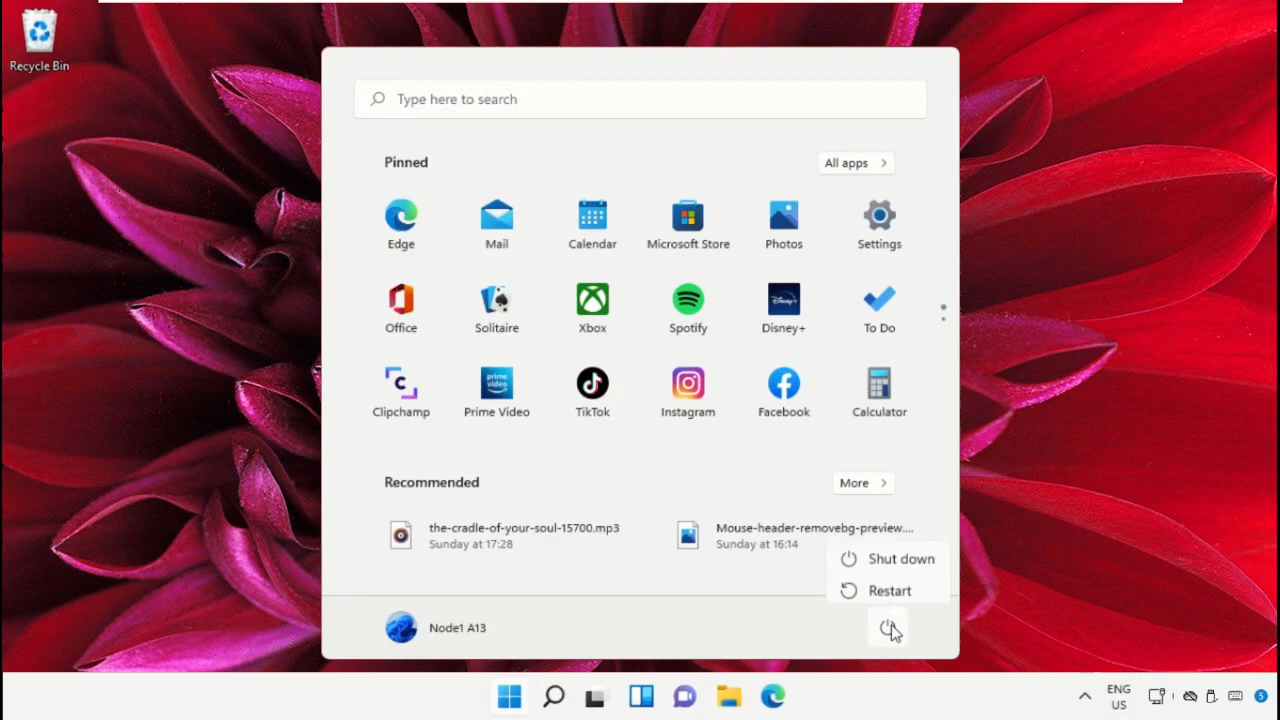 Recycle Bin
Type here to search
Pinned
All apps
Edge
Mail
Calendar
Microsoft Store
Photos
Settings
Office
Solitaire
Xbox
Spotify
Disney+
To Do
Clipchamp
Prime Video
TikTok
Instagram
Facebook
Calculator
Recommended
More
the-cradle-of-your-soul-15700.mp3
Sunday at 17:28
Mouse-header-removebg-preview....
Sunday at 16:14
Shut down
Restart
Node1 A13
ENG
US
5